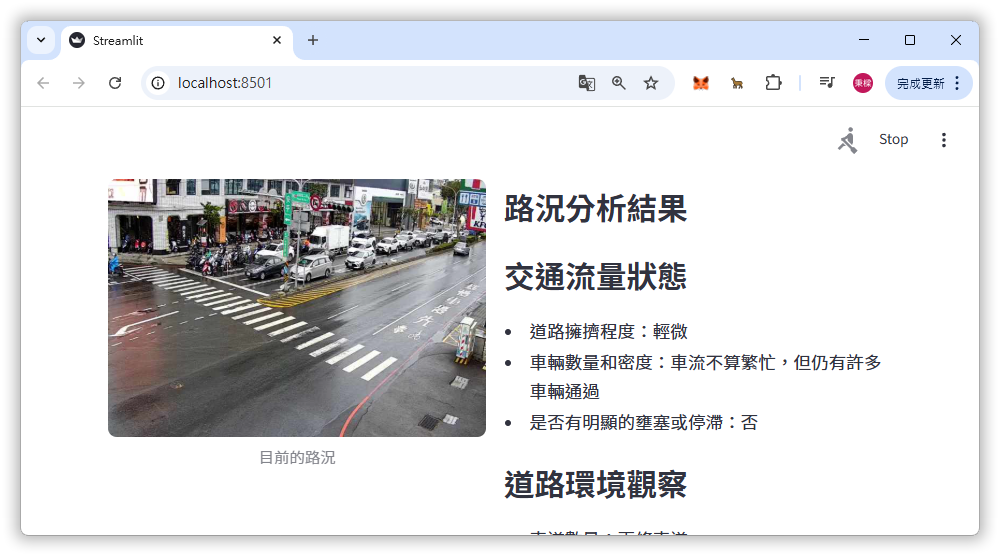 Streamlit
localhost:8501
秉樑
完成更新
Stop
路況分析結果
交通流量狀態
道路擁擠程度：輕微
車輛數量和密度：車流不算繁忙，但仍有許多
車輛通過
是否有明顯的壅塞或停滯：否
目前的路況
道路環境觀察